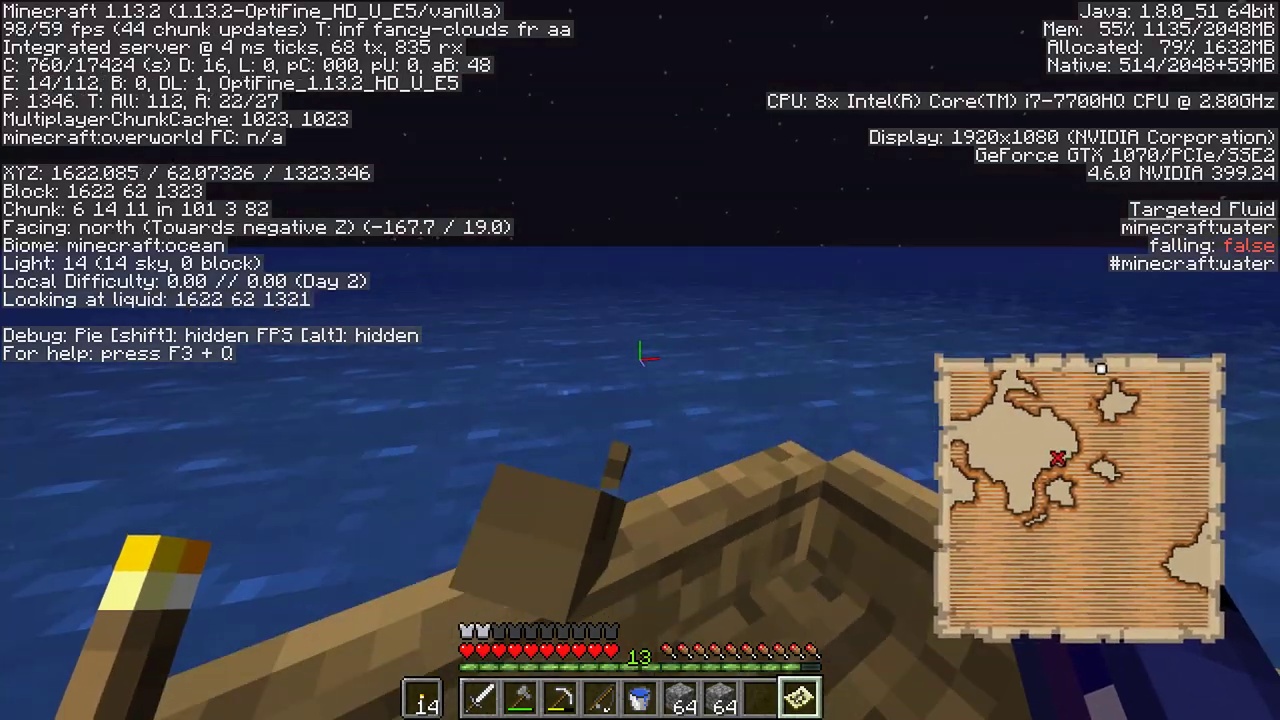 Minecraft 1.13.2 (1.13.2-OptiFine_HD_U_E5/vanilla)
98/59 fps (44 chunk updates) T: inf fancy-clouds fr aa
Integrated server @ 4 ms ticks, 68 tx, 835 rx
C: 760/17424 (s) D: 16, L: 0, pC: 000, pU: 0, aB: 48
E: 14/112, B: 0, DL: 1, OptiFine_1.13.2_HD_U_E5
P: 1346. T: All: 112, A: 22/27
MultiplayerChunkCache: 1023, 1023
minecraft:overworld FC: n/a
XYZ: 1622.085 / 62.07326 / 1323.346
Block: 1622 62 1323
Chunk: 6 14 11 in 101 3 82
Facing: north (Towards negative Z) (-167.7 / 19.0)
Biome: minecraft:ocean
Light: 14 (14 sky, 0 block)
Local Difficulty: 0.00 // 0.00 (Day 2)
Looking at liquid: 1622 62 1321
Debug: Pie [shift]: hidden FPS [alt]: hidden
For help: press F3 + Q
Java: 1.8.0_51 64bit
Mem: 55% 1135/2048MB
Allocated: 79% 1632MB
Native: 514/2048+59MB
CPU: 8x Intel(R) Core(TM) i7-7700HQ CPU @ 2.80GHz
Display: 1920x1080 (NVIDIA Corporation)
GeForce GTX 1070/PCIe/SSE2
4.6.0 NVIDIA 399.24
Targeted Fluid
minecraft:water
falling: false
#minecraft:water
13
14
64
64